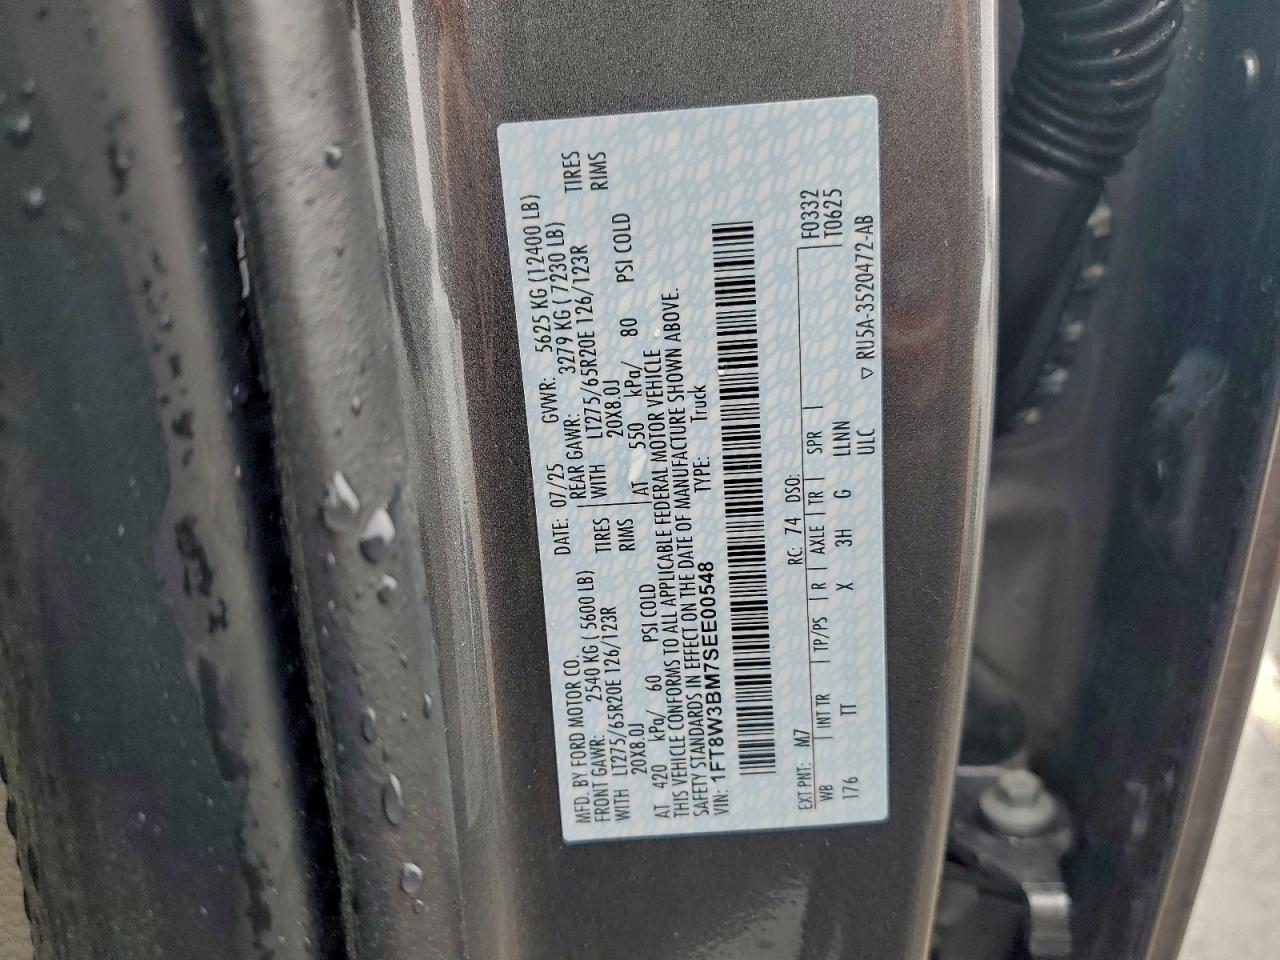 MFD. BY FORD MOTOR CO. DATE: 07/25 GVWR: 5625 KG (12400 LB)
FRONT GAWR: 2540 KG ( 5600 LB) REAR GAWR: 3279 KG ( 7230 LB)
WITH LT275/65R20E 126/123R TIRES WITH LT275/65R20E 126/123R TIRES
20X8.0J RIMS 20X8.0J RIMS
AT 420 kPa/ 60 PSI COLD AT 550 kPa/ 80 PSI COLD
THIS VEHICLE CONFORMS TO ALL APPLICABLE FEDERAL MOTOR VEHICLE
SAFETY STANDARDS IN EFFECT ON THE DATE OF MANUFACTURE SHOWN ABOVE.
VIN: 1FT8W3BM7SEE00548 TYPE: Truck
EXT PNT: M7 RC: 74 DSO:
WB INT TR TP/PS R AXLE TR SPR F0332
176 TT X 3H G LLNN T0625
ULC ▽ RU5A-3520472-AB